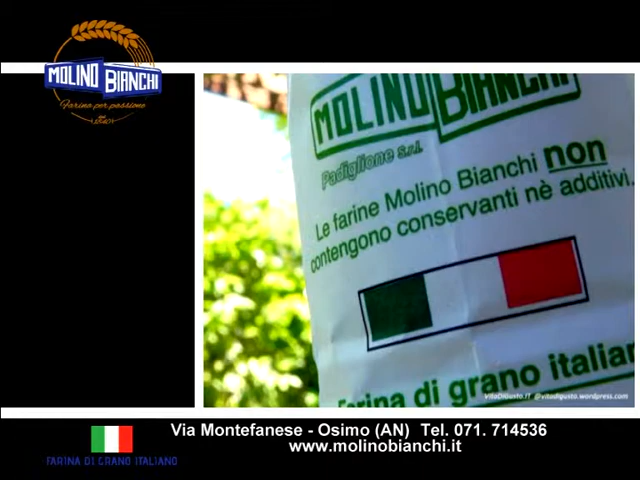 MOLINO BIANCHI
Farina per passione
MOLINO BIANCHI
Padiglione s.r.l.
Le farine Molino Bianchi non
contengono conservanti nè additivi.
Farina di grano italian
VitaDiGusto.IT @vitadigusto.wordpress.com
Via Montefanese - Osimo (AN) Tel. 071. 714536
www.molinobianchi.it
FARINA DI GRANO ITALIANO